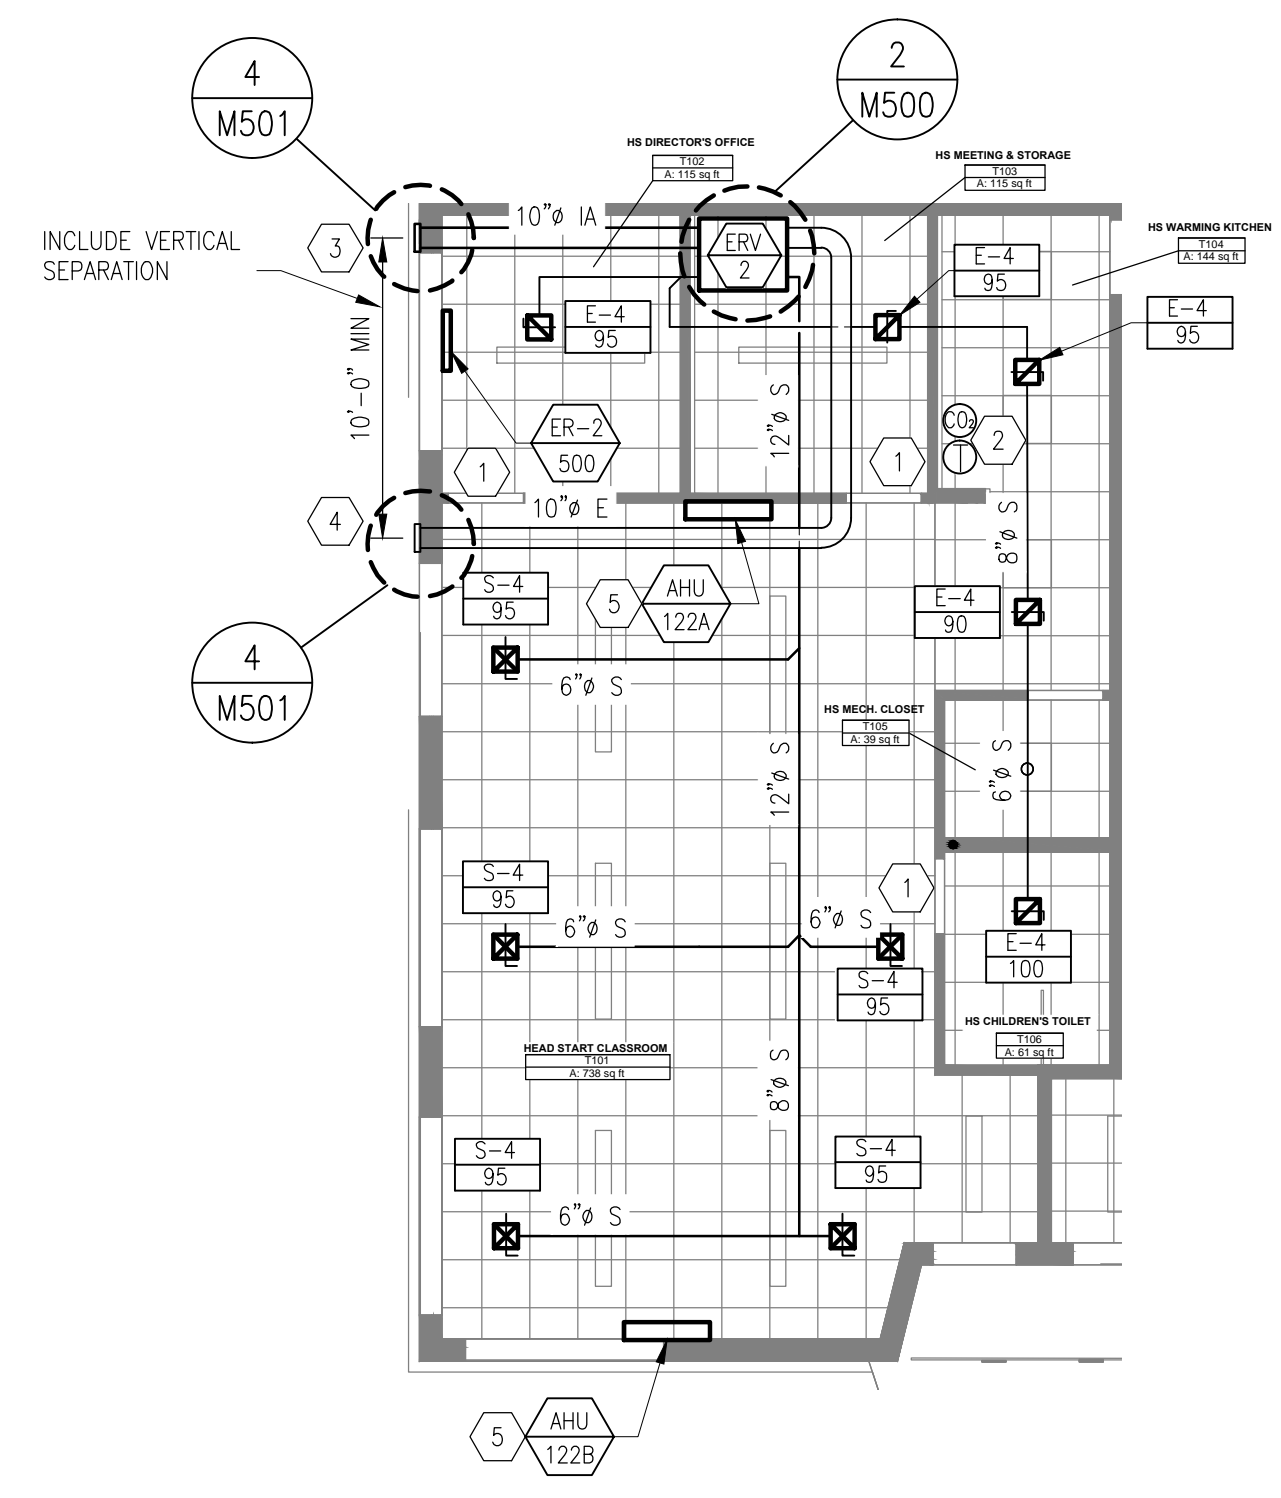 4
M501
2
M500
HS DIRECTOR'S OFFICE
T102
A: 115 sq ft
HS MEETING & STORAGE
T103
A: 115 sq ft
HS WARMING KITCHEN
T104
A: 144 sq ft
INCLUDE VERTICAL
SEPARATION
3
10"ø IA
ERV
2
E-4
95
E-4
95
E-4
95
10'-0" MIN
12"ø S
ER-2
500
1
1
CO2
T
2
4
10"ø E
8"ø S
S-4
95
5
AHU
122A
E-4
90
4
M501
6"ø S
HS MECH. CLOSET
T105
A: 39 sq ft
12"ø S
6"ø S
S-4
95
1
6"ø S
6"ø S
S-4
95
E-4
100
HS CHILDREN'S TOILET
T106
A: 61 sq ft
HEAD START CLASSROOM
T101
A: 738 sq ft
8"ø S
S-4
95
S-4
95
6"ø S
5
AHU
122B